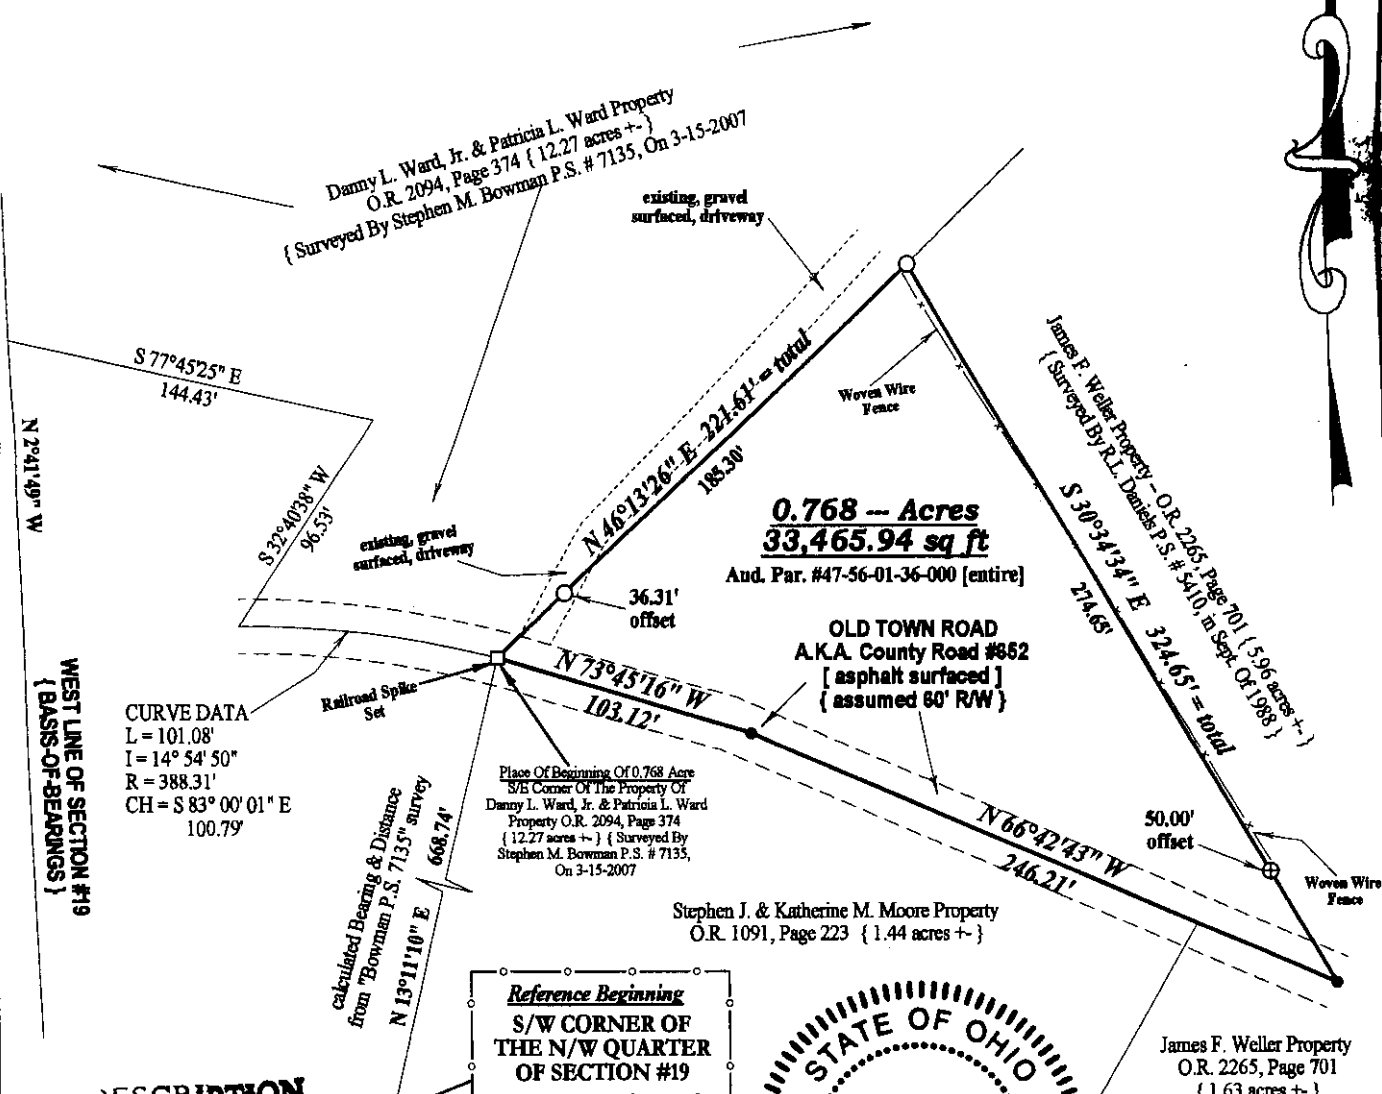 Danny L. Ward, Jr. & Patricia L. Ward Property
O.R. 2094, Page 374 { 12.27 acres +- }
{ Surveyed By Stephen M. Bowman P.S. # 7135, On 3-15-2007
existing, gravel
surfaced, driveway
S 77°45'25" E
144.43'
N 2°41'49" W
S 32°40'38" W
96.53'
existing, gravel
surfaced, driveway
N 46°13'26" E 221.61' = total
185.30'
Woven Wire
Fence
James F. Weller Property - O.R. 2265, Page 701 { 5.96 acres +- }
{ Surveyed By R.L. Daniels P.S. # 5410, in Sept. Of 1988 }
S 30°34'34" E 324.65' = total
274.65'
0.768 -- Acres
33,465.94 sq ft
Aud. Par. #47-56-01-36-000 [entire]
36.31'
offset
OLD TOWN ROAD
A.K.A. County Road #652
[ asphalt surfaced ]
{ assumed 60' R/W }
N 73°45'16" W
103.12'
Railroad Spike
Set
WEST LINE OF SECTION #19
{ BASIS-OF-BEARINGS }
CURVE DATA
L = 101.08'
I = 14° 54' 50"
R = 388.31'
CH = S 83° 00' 01" E
100.79'
Place Of Beginning Of 0.768 Acre
S/E Corner Of The Property Of
Danny L. Ward, Jr. & Patricia L. Ward
Property O.R. 2094, Page 374
{ 12.27 acres +- } { Surveyed By
Stephen M. Bowman P.S. # 7135,
On 3-15-2007
calculated Bearing & Distance
from "Bowman P.S. 7135" survey
N 13°11'10" E 668.74'
N 66°42'43" W
246.21'
50.00'
offset
Woven Wire
Fence
Stephen J. & Katherine M. Moore Property
O.R. 1091, Page 223 { 1.44 acres +- }
Reference Beginning
S/W CORNER OF
THE N/W QUARTER
OF SECTION #19
STATE OF OHIO
James F. Weller Property
O.R. 2265, Page 701
{ 1.63 acres +- }
DESCRIPTION